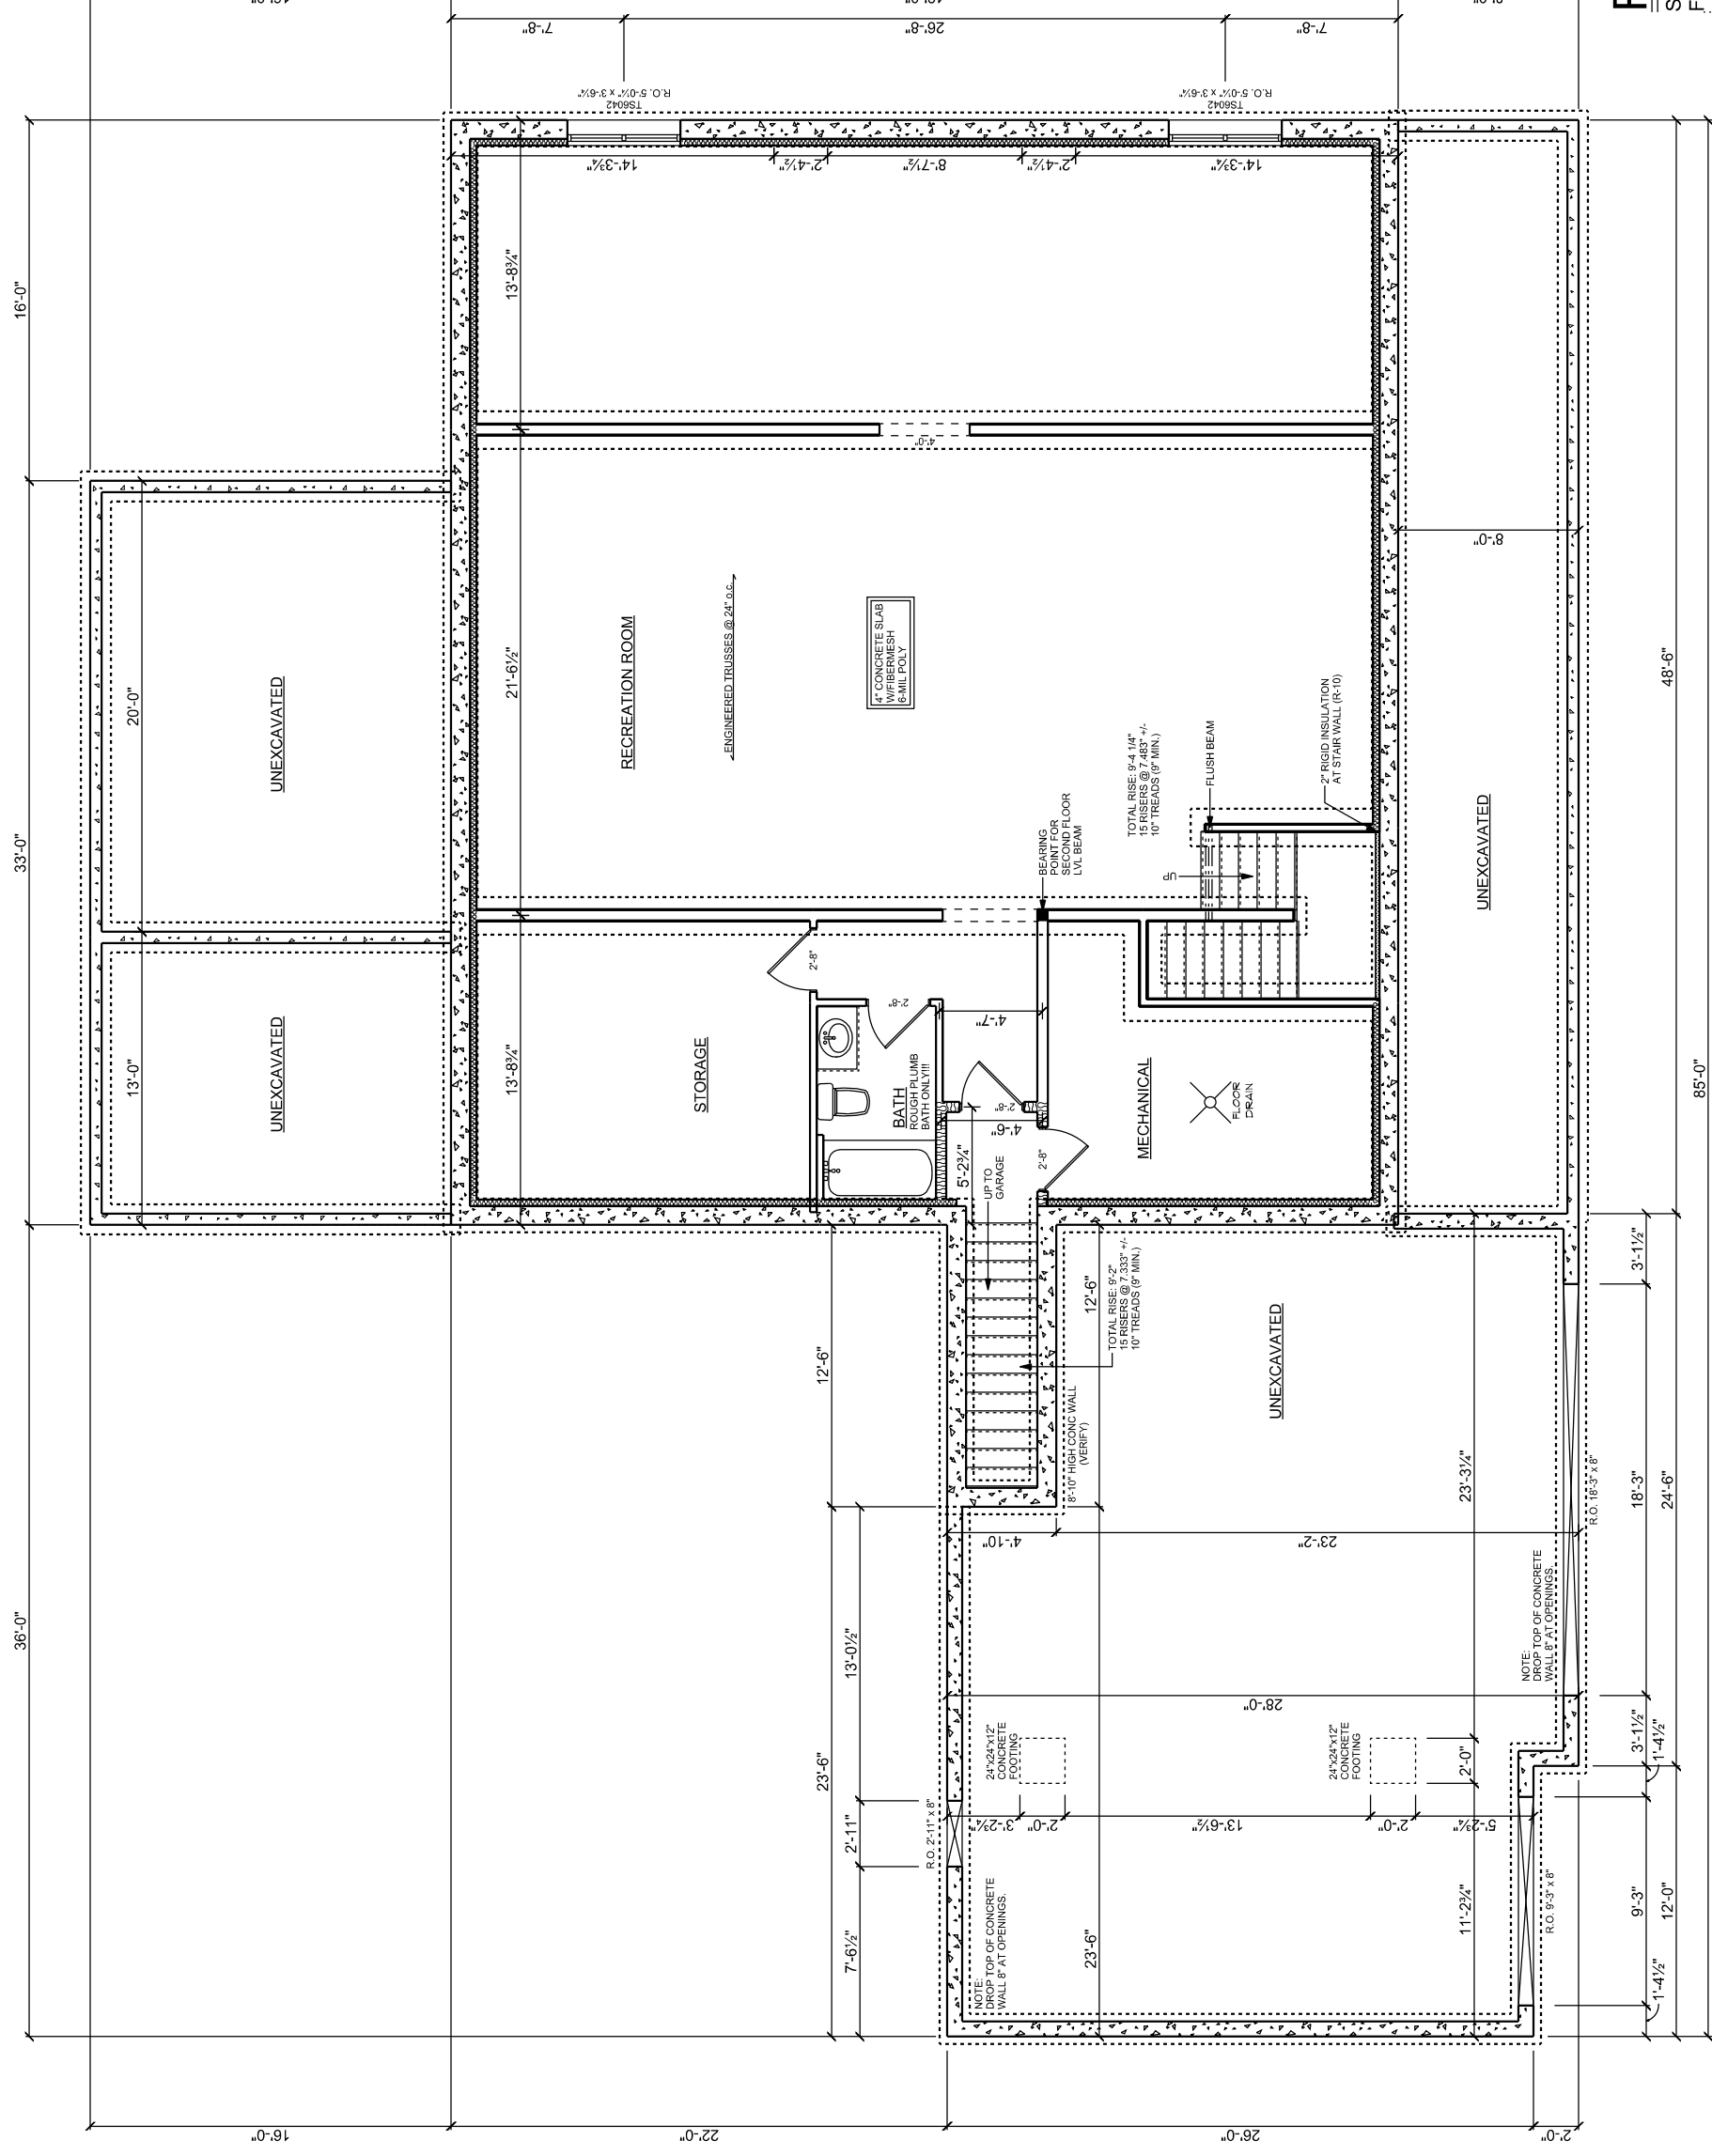 16'-0"
33'-0"
36'-0"
7'-8"
26'-8"
7'-8"
TS6042
R.O. 5'-0¼" x 3'-6¼"
TS6042
R.O. 5'-0¼" x 3'-6¼"
14'-3¾"
2'-4½"
8'-7½"
2'-4½"
14'-3¾"
13'-8¾"
4'-0"
20'-0"
UNEXCAVATED
21'-6½"
RECREATION ROOM
ENGINEERED TRUSSES @ 24" o.c.
4" CONCRETE SLAB
W/FIBERMESH
6-MIL POLY
8'-0"
48'-6"
85'-0"
TOTAL RISE: 9'-4 1/4"
15 RISERS @ 7.483" +/-
10" TREADS (9" MIN.)
FLUSH BEAM
2" RIGID INSULATION
AT STAIR WALL (R-10)
BEARING
POINT FOR
SECOND FLOOR
LVL BEAM
UP
UNEXCAVATED
13'-0"
UNEXCAVATED
13'-8¾"
STORAGE
2'-8"
2'-8"
BATH
ROUGH PLUMB
BATH ONLY!!!
4'-7"
2'-8"
4'-6"
5'-2¾"
2'-8"
UP TO
GARAGE
MECHANICAL
FLOOR
DRAIN
12'-6"
12'-6"
TOTAL RISE: 9'-2"
15 RISERS @ 7.333" +/-
10" TREADS (9" MIN.)
8'-10" HIGH CONC WALL
(VERIFY)
UNEXCAVATED
3'-1½"
18'-3"
24'-6"
R.O. 18'-3" x 8"
23'-3¼"
4'-10"
23'-2"
13'-0½"
23'-6"
28'-0"
NOTE:
DROP TOP OF CONCRETE
WALL 8" AT OPENINGS.
24"x24"x12"
CONCRETE
FOOTING
24"x24"x12"
CONCRETE
FOOTING
2'-0"
3'-1½"
1'-4½"
2'-11"
R.O. 2'-11" x 8"
3'-2¾"
2'-0"
13'-6½"
2'-0"
5'-2¾"
7'-6½"
NOTE:
DROP TOP OF CONCRETE
WALL 8" AT OPENINGS.
23'-6"
11'-2¾"
R.O. 9'-3" x 8"
9'-3"
12'-0"
1'-4½"
16'-0"
22'-0"
26'-0"
2'-0"